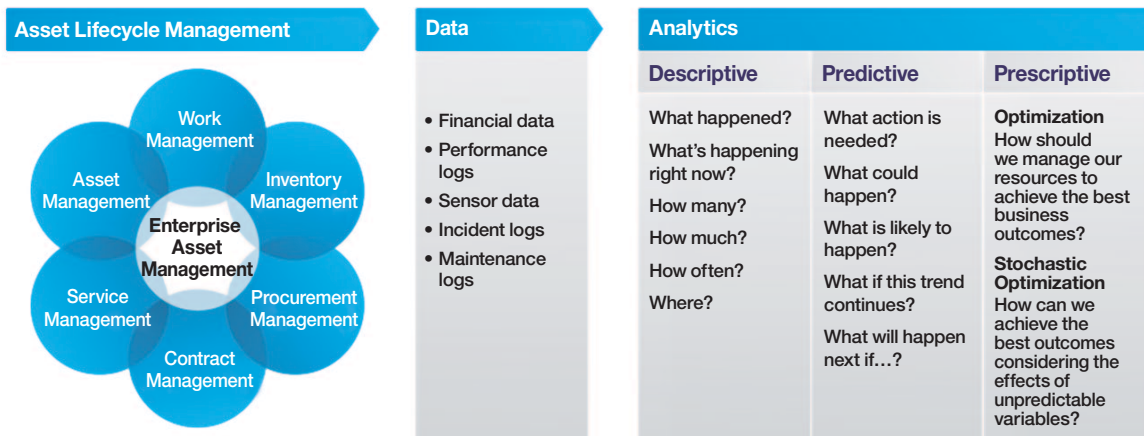 Asset Lifecycle Management
Work
Management
Asset
Management
Inventory
Management
Enterprise
Asset
Management
Service
Management
Procurement
Management
Contract
Management
Data
• Financial data
• Performance
logs
• Sensor data
• Incident logs
• Maintenance
logs
Analytics
Descriptive
What happened?
What's happening
right now?
How many?
How much?
How often?
Where?
Predictive
What action is
needed?
What could
happen?
What is likely to
happen?
What if this trend
continues?
What will happen
next if…?
Prescriptive
Optimization
How should
we manage our
resources to
achieve the best
business
outcomes?
Stochastic
Optimization
How can we
achieve the
best outcomes
considering the
effects of
unpredictable
variables?